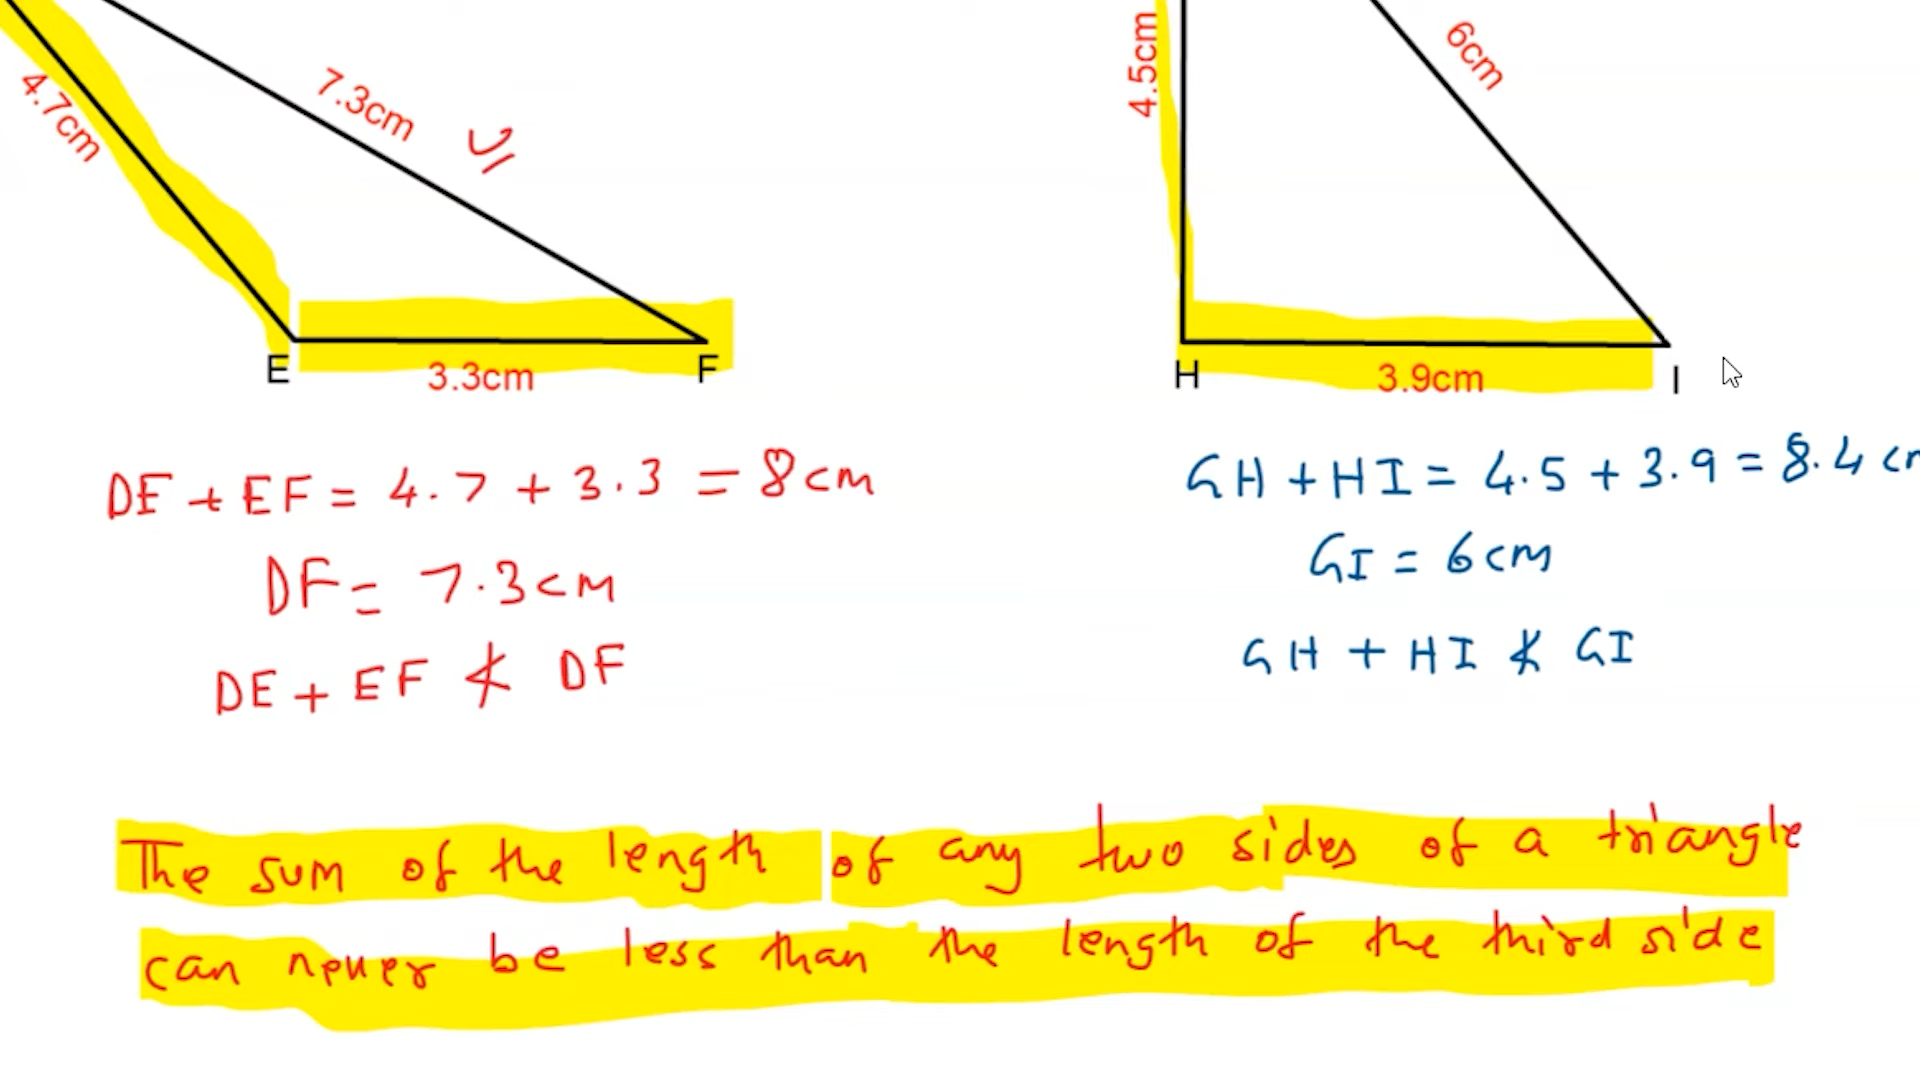 4.7cm
7.3cm
4.5cm
6cm
E
3.3cm
F
H
3.9cm
I
DE + EF = 4.7 + 3.3 = 8cm
DF = 7.3cm
DE + EF ≮ DF
GH + HI = 4.5 + 3.9 = 8.4 cm
GI = 6cm
GH + HI ≮ GI
The sum of the length of any two sides of a triangle
can never be less than the length of the third side